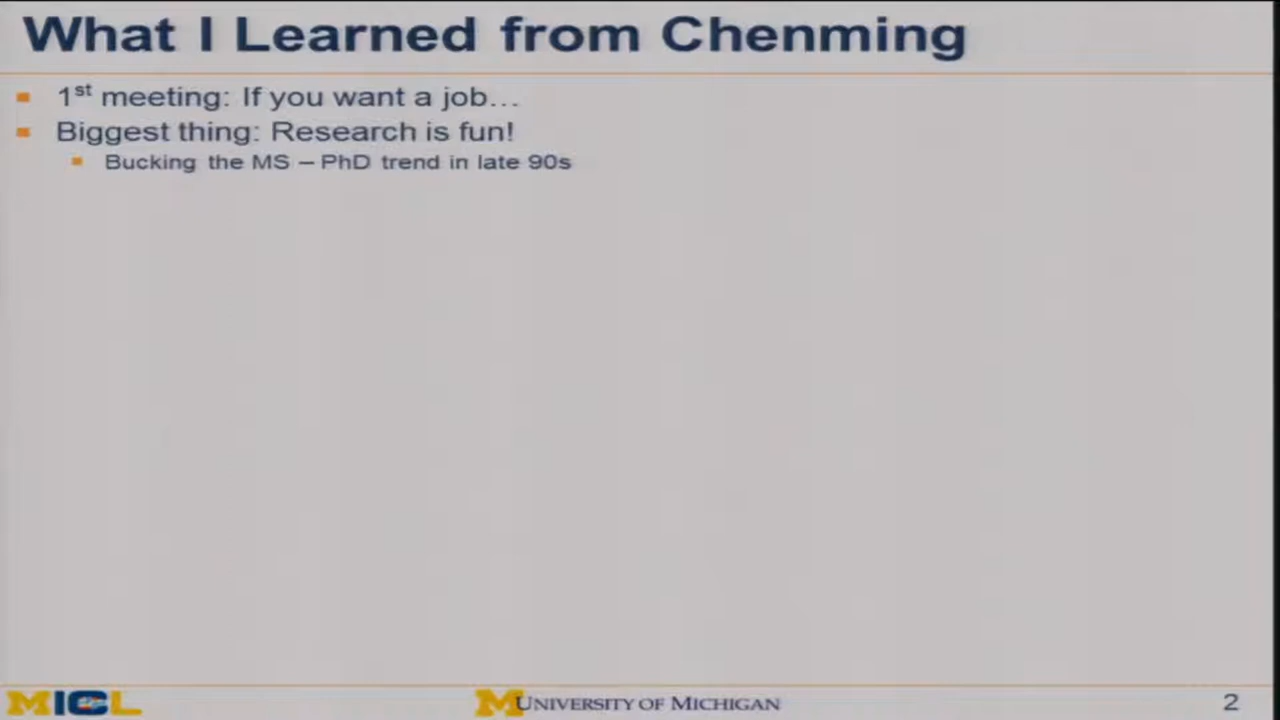 What I Learned from Chenming
1st meeting: If you want a job…
Biggest thing: Research is fun!
Bucking the MS – PhD trend in late 90s
MICL
M UNIVERSITY OF MICHIGAN
2